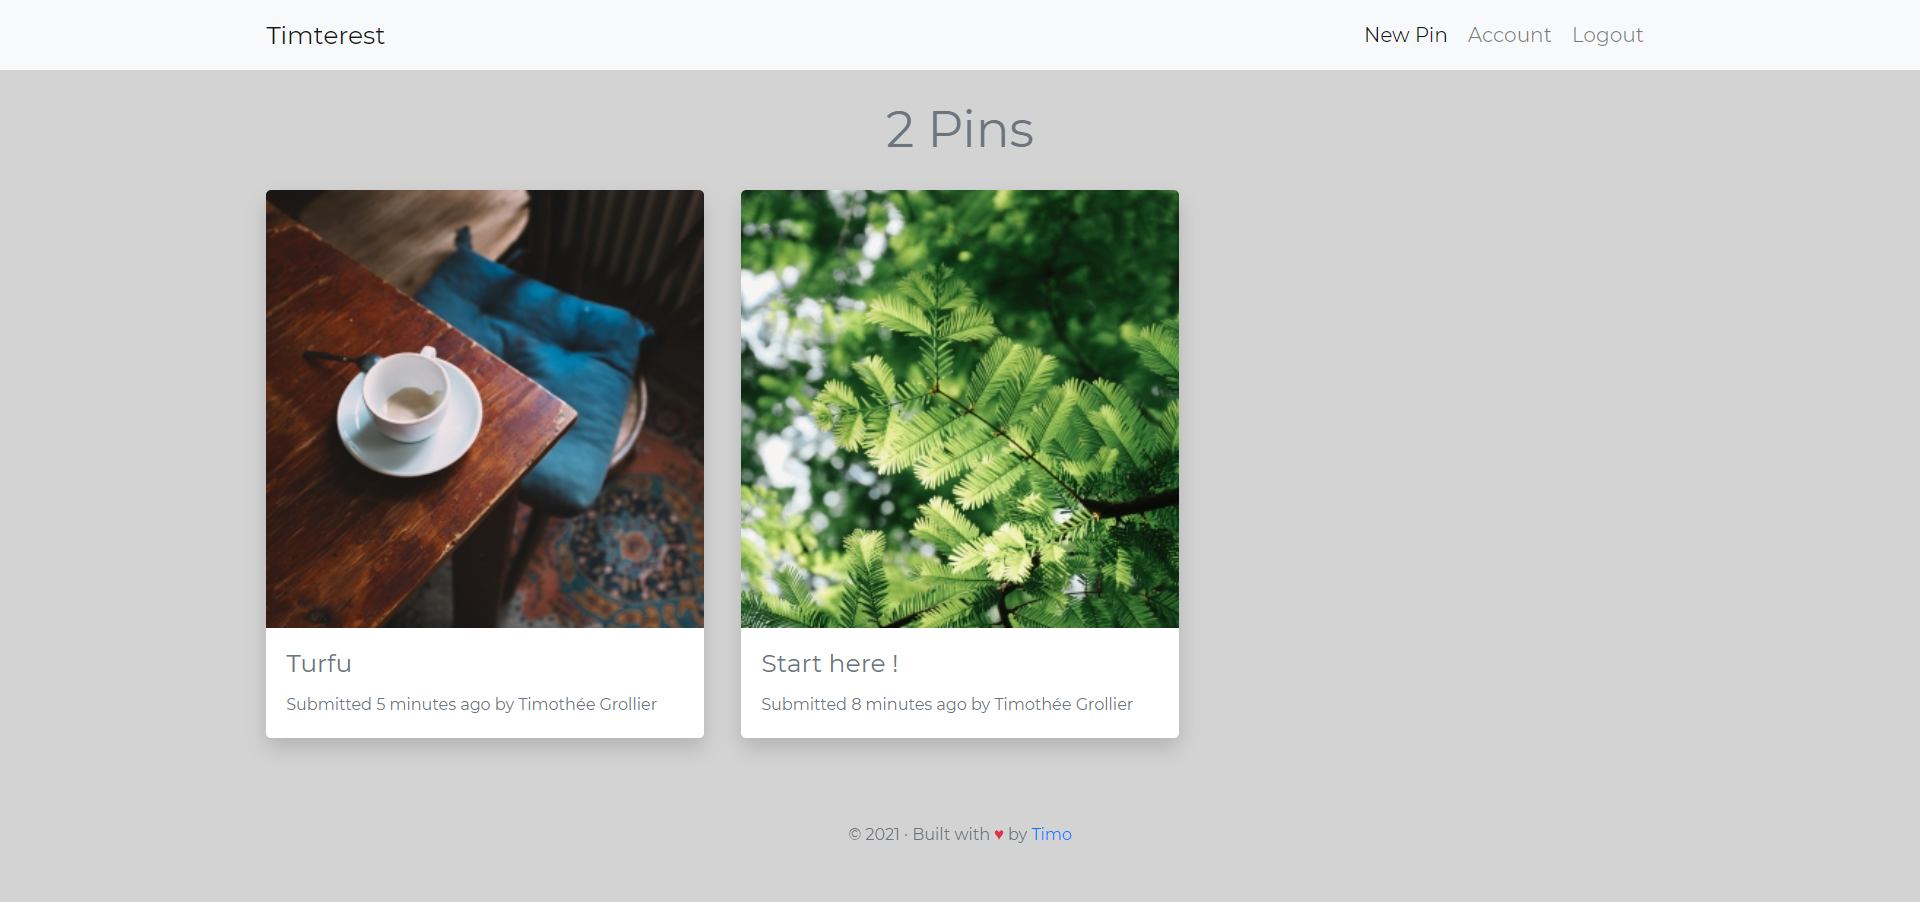 Timterest
New Pin Account Logout
2 Pins
Turfu
Submitted 5 minutes ago by Timothée Grollier
Start here !
Submitted 8 minutes ago by Timothée Grollier
© 2021 · Built with ♥ by Timo